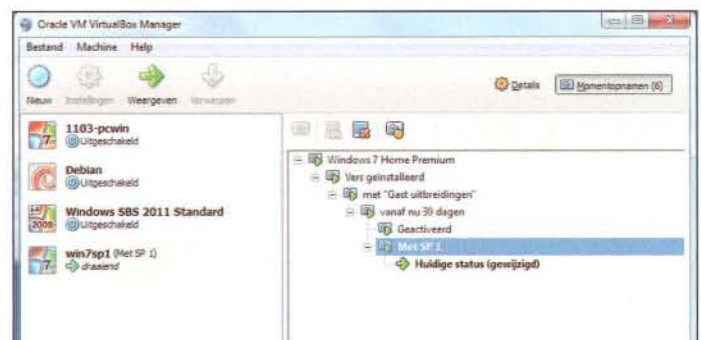 Oracle VM VirtualBox Manager
Bestand Machine Help
Nieuw Instellingen Weergeven Verwerpen
Details Momentopnamen (6)
1103-pcwin
Uitgeschakeld
Debian
Uitgeschakeld
Windows SBS 2011 Standard
Uitgeschakeld
win7sp1 (Met SP 1)
draaiend
Windows 7 Home Premium
Vers geïnstalleerd
met "Gast uitbreidingen"
vanaf nu 30 dagen
Geactiveerd
Met SP 1
Huidige status (gewijzigd)